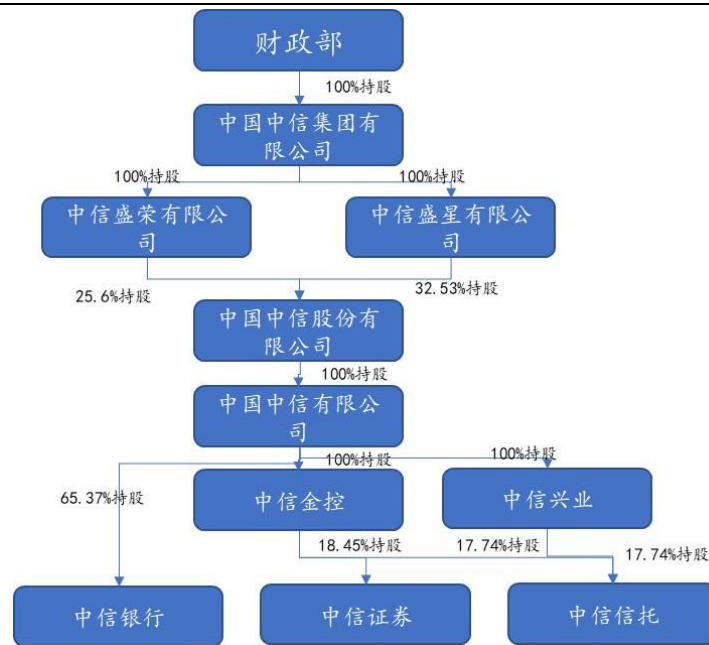 财政部
100%持股
中国中信集团有
限公司
100%持股
100%持股
中信盛荣有限公
司
中信盛星有限公
司
25.6%持股
32.53%持股
中国中信股份有
限公司
100%持股
中国中信有限公
司
100%持股
100%持股
65.37%持股
中信金控
中信兴业
18.45%持股
17.74%持股
17.74%持股
中信银行
中信证券
中信信托